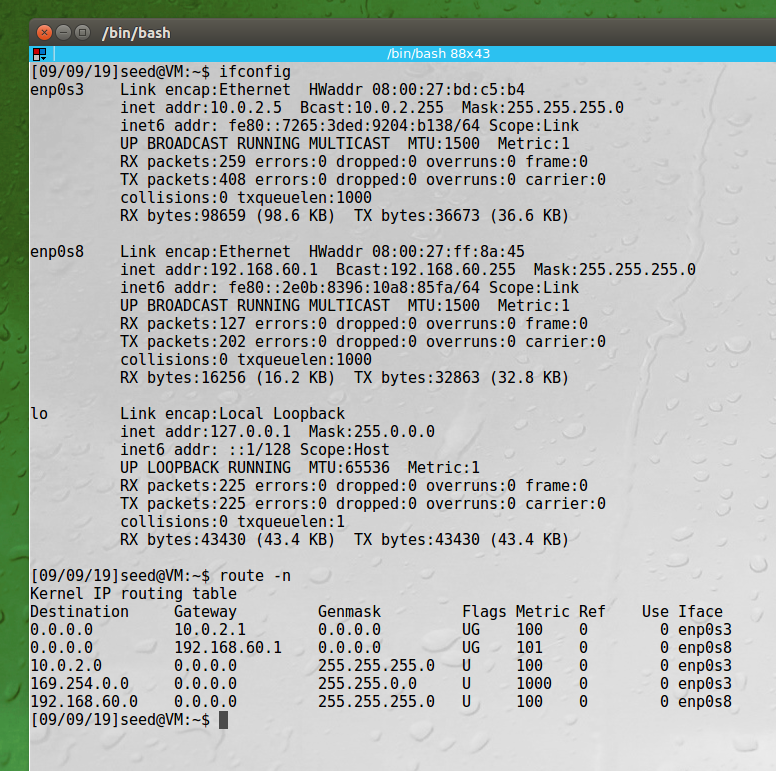 /bin/bash
/bin/bash 88x43
[09/09/19]seed@VM:~$ ifconfig
enp0s3    Link encap:Ethernet  HWaddr 08:00:27:bd:c5:b4
          inet addr:10.0.2.5  Bcast:10.0.2.255  Mask:255.255.255.0
          inet6 addr: fe80::7265:3ded:9204:b138/64 Scope:Link
          UP BROADCAST RUNNING MULTICAST  MTU:1500  Metric:1
          RX packets:259 errors:0 dropped:0 overruns:0 frame:0
          TX packets:408 errors:0 dropped:0 overruns:0 carrier:0
          collisions:0 txqueuelen:1000
          RX bytes:98659 (98.6 KB)  TX bytes:36673 (36.6 KB)
enp0s8    Link encap:Ethernet  HWaddr 08:00:27:ff:8a:45
          inet addr:192.168.60.1  Bcast:192.168.60.255  Mask:255.255.255.0
          inet6 addr: fe80::2e0b:8396:10a8:85fa/64 Scope:Link
          UP BROADCAST RUNNING MULTICAST  MTU:1500  Metric:1
          RX packets:127 errors:0 dropped:0 overruns:0 frame:0
          TX packets:202 errors:0 dropped:0 overruns:0 carrier:0
          collisions:0 txqueuelen:1000
          RX bytes:16256 (16.2 KB)  TX bytes:32863 (32.8 KB)
lo        Link encap:Local Loopback
          inet addr:127.0.0.1  Mask:255.0.0.0
          inet6 addr: ::1/128 Scope:Host
          UP LOOPBACK RUNNING  MTU:65536  Metric:1
          RX packets:225 errors:0 dropped:0 overruns:0 frame:0
          TX packets:225 errors:0 dropped:0 overruns:0 carrier:0
          collisions:0 txqueuelen:1
          RX bytes:43430 (43.4 KB)  TX bytes:43430 (43.4 KB)
[09/09/19]seed@VM:~$ route -n
Kernel IP routing table
Destination     Gateway         Genmask         Flags Metric Ref    Use Iface
0.0.0.0         10.0.2.1        0.0.0.0         UG    100    0        0 enp0s3
0.0.0.0         192.168.60.1    0.0.0.0         UG    101    0        0 enp0s8
10.0.2.0        0.0.0.0         255.255.255.0   U     100    0        0 enp0s3
169.254.0.0     0.0.0.0         255.255.0.0     U     1000   0        0 enp0s3
192.168.60.0    0.0.0.0         255.255.255.0   U     100    0        0 enp0s8
[09/09/19]seed@VM:~$